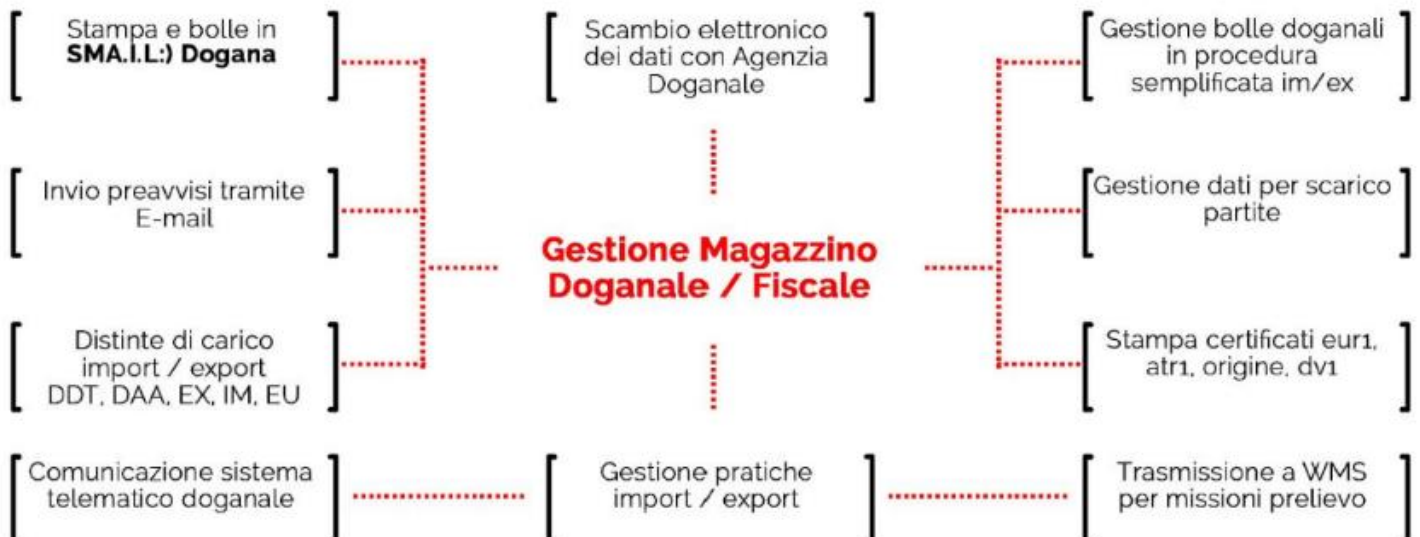 Stampa e bolle in
SMA.I.L:) Dogana
Scambio elettronico
dei dati con Agenzia
Doganale
Gestione bolle doganali
in procedura
semplificata im/ex
Invio preavvisi tramite
E-mail
Gestione Magazzino
Doganale / Fiscale
Gestione dati per scarico
partite
Distinte di carico
import / export
DDT, DAA, EX, IM, EU
Stampa certificati eur1,
atr1, origine, dv1
Comunicazione sistema
telematico doganale
Gestione pratiche
import / export
Trasmissione a WMS
per missioni prelievo